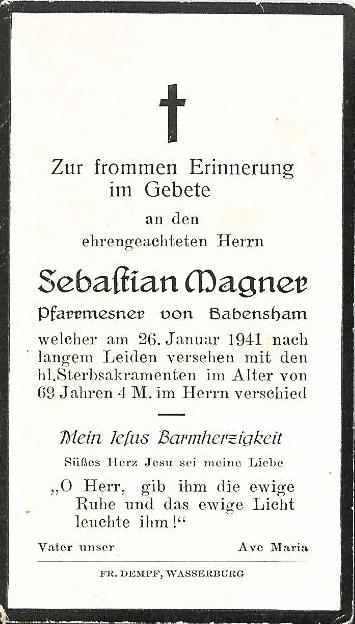 Zur frommen Erinnerung
im Gebete
an den
ehrengeachteten Herrn
Sebaſtian Magner
Pfarrmesner von Babensham
welcher am 26. Januar 1941 nach
langem Leiden versehen mit den
hl. Sterbsakramenten im Alter von
69 Jahren 4 M. im Herrn verschied
Mein Jeſus Barmherzigkeit
Süßes Herz Jesu sei meine Liebe
„O Herr, gib ihm die ewige
Ruhe und das ewige Licht
leuchte ihm!“
Vater unser Ave Maria
FR. DEMPF, WASSERBURG